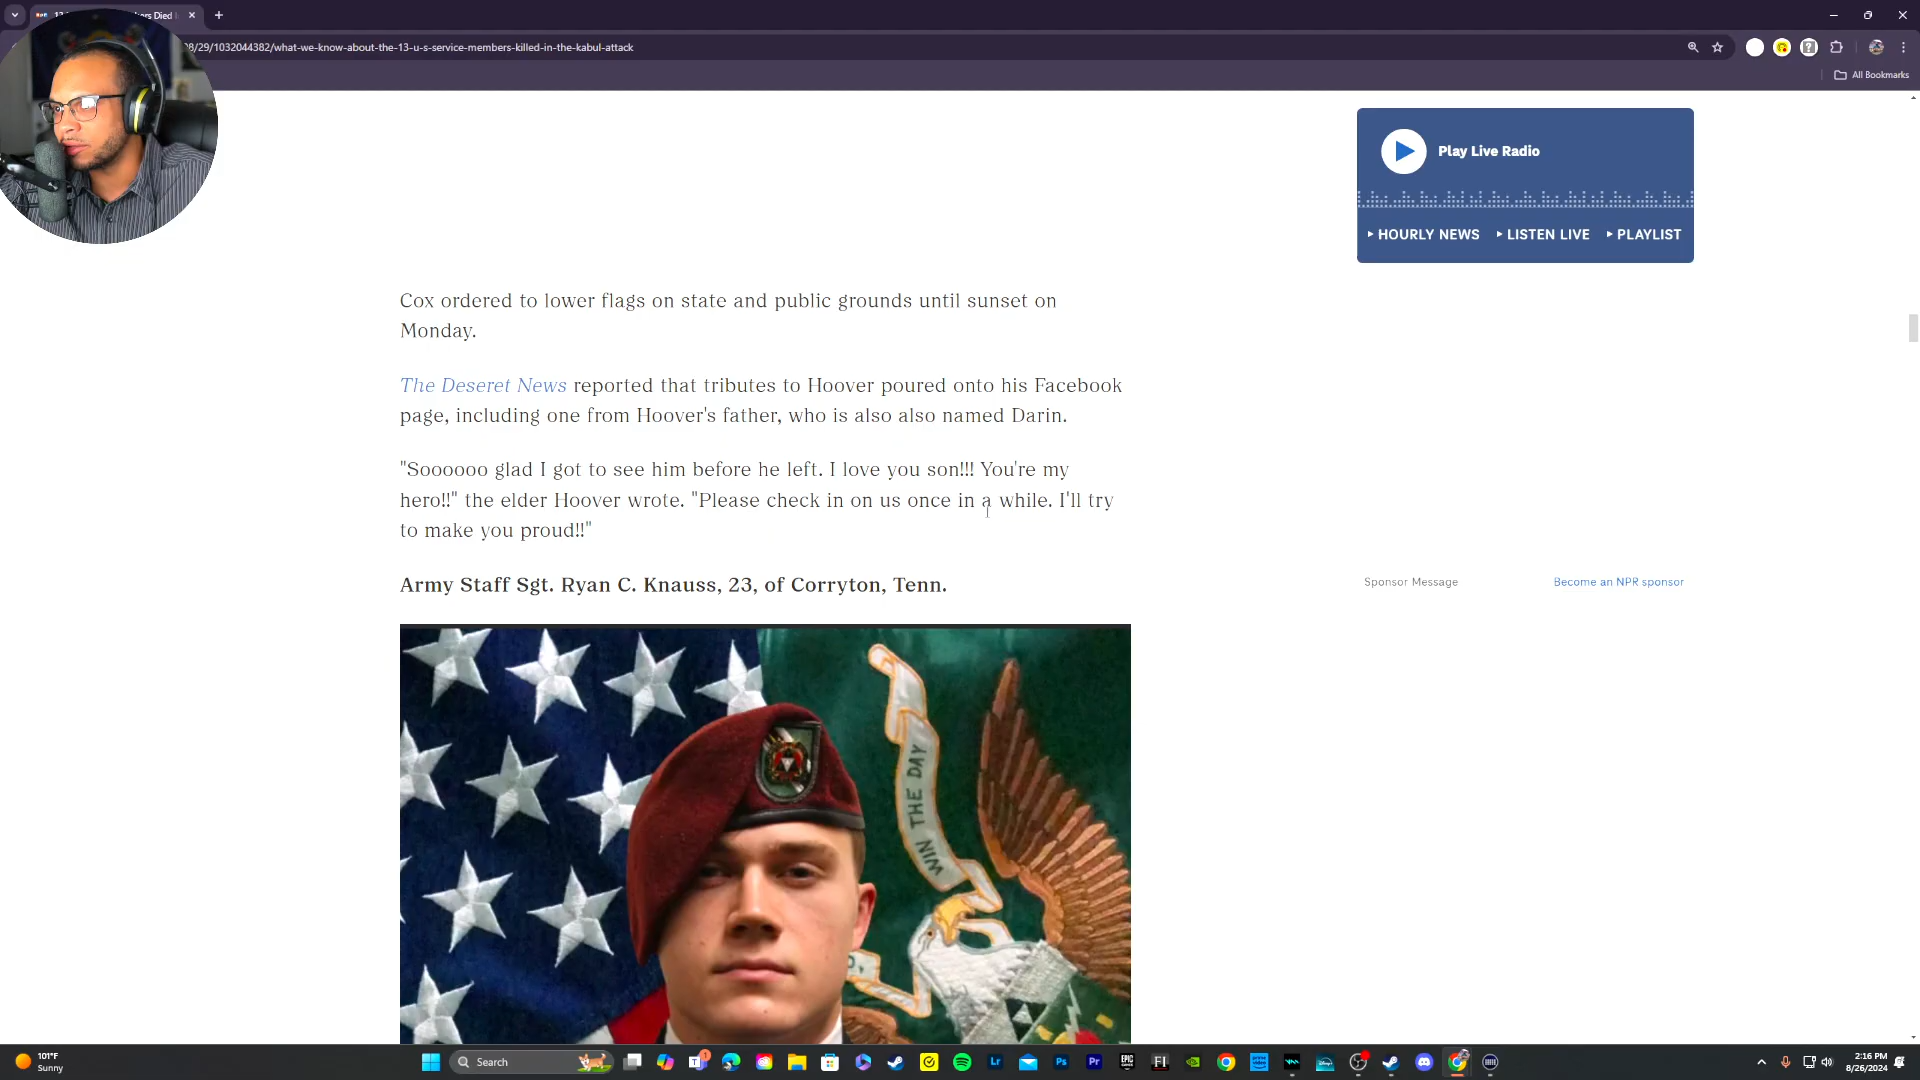 rs Died
8/29/1032044382/what-we-know-about-the-13-u-s-service-members-killed-in-the-kabul-attack
All Bookmarks
Play Live Radio
HOURLY NEWS LISTEN LIVE PLAYLIST
Cox ordered to lower flags on state and public grounds until sunset on
Monday.
The Deseret News reported that tributes to Hoover poured onto his Facebook
page, including one from Hoover's father, who is also also named Darin.
"Soooooo glad I got to see him before he left. I love you son!!! You're my
hero!!" the elder Hoover wrote. "Please check in on us once in a while. I'll try
to make you proud!!"
Army Staff Sgt. Ryan C. Knauss, 23, of Corryton, Tenn.
Sponsor Message Become an NPR sponsor
WIN THE DAY
101°F
Sunny
Search
2:16 PM
8/26/2024